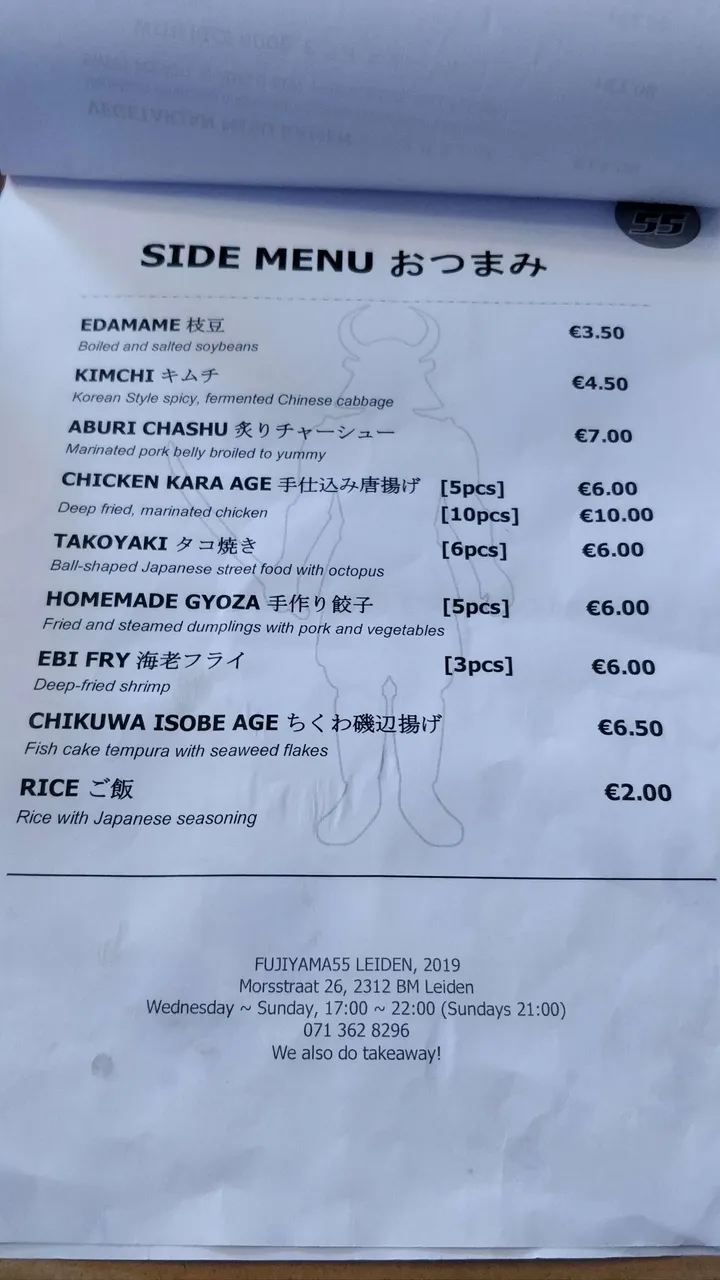 55
SIDE MENU おつまみ
EDAMAME 枝豆 €3.50
Boiled and salted soybeans
KIMCHI キムチ €4.50
Korean Style spicy, fermented Chinese cabbage
ABURI CHASHU 炙りチャーシュー €7.00
Marinated pork belly broiled to yummy
CHICKEN KARA AGE 手仕込み唐揚げ [5pcs] €6.00
Deep fried, marinated chicken [10pcs] €10.00
TAKOYAKI タコ焼き [6pcs] €6.00
Ball-shaped Japanese street food with octopus
HOMEMADE GYOZA 手作り餃子 [5pcs] €6.00
Fried and steamed dumplings with pork and vegetables
EBI FRY 海老フライ [3pcs] €6.00
Deep-fried shrimp
CHIKUWA ISOBE AGE ちくわ磯辺揚げ €6.50
Fish cake tempura with seaweed flakes
RICE ご飯 €2.00
Rice with Japanese seasoning
FUJIYAMA55 LEIDEN, 2019
Morsstraat 26, 2312 BM Leiden
Wednesday ~ Sunday, 17:00 ~ 22:00 (Sundays 21:00)
071 362 8296
We also do takeaway!